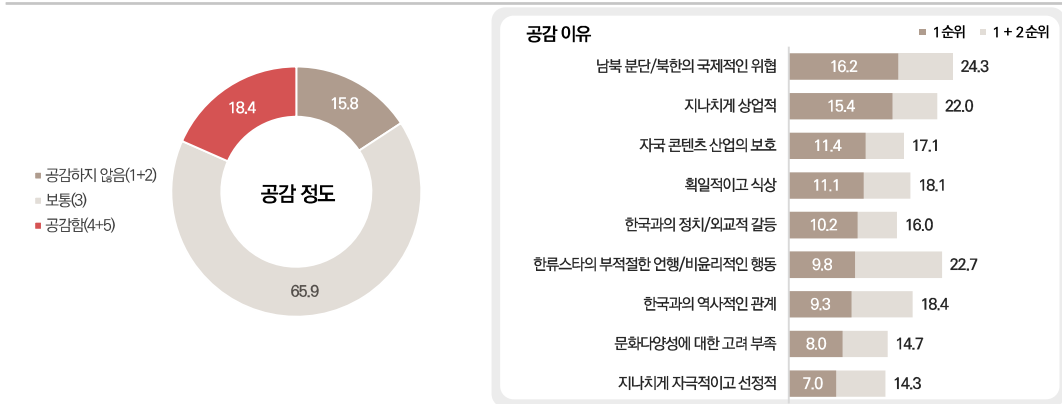 공감하지 않음(1+2)
보통(3)
공감함(4+5)
18.4
15.8
공감 정도
65.9
공감 이유
1순위
1 + 2순위
남북 분단/북한의 국제적인 위협 16.2 24.3
지나치게 상업적 15.4 22.0
자국 콘텐츠 산업의 보호 11.4 17.1
획일적이고 식상 11.1 18.1
한국과의 정치/외교적 갈등 10.2 16.0
한류스타의 부적절한 언행/비윤리적인 행동 9.8 22.7
한국과의 역사적인 관계 9.3 18.4
문화다양성에 대한 고려 부족 8.0 14.7
지나치게 자극적이고 선정적 7.0 14.3